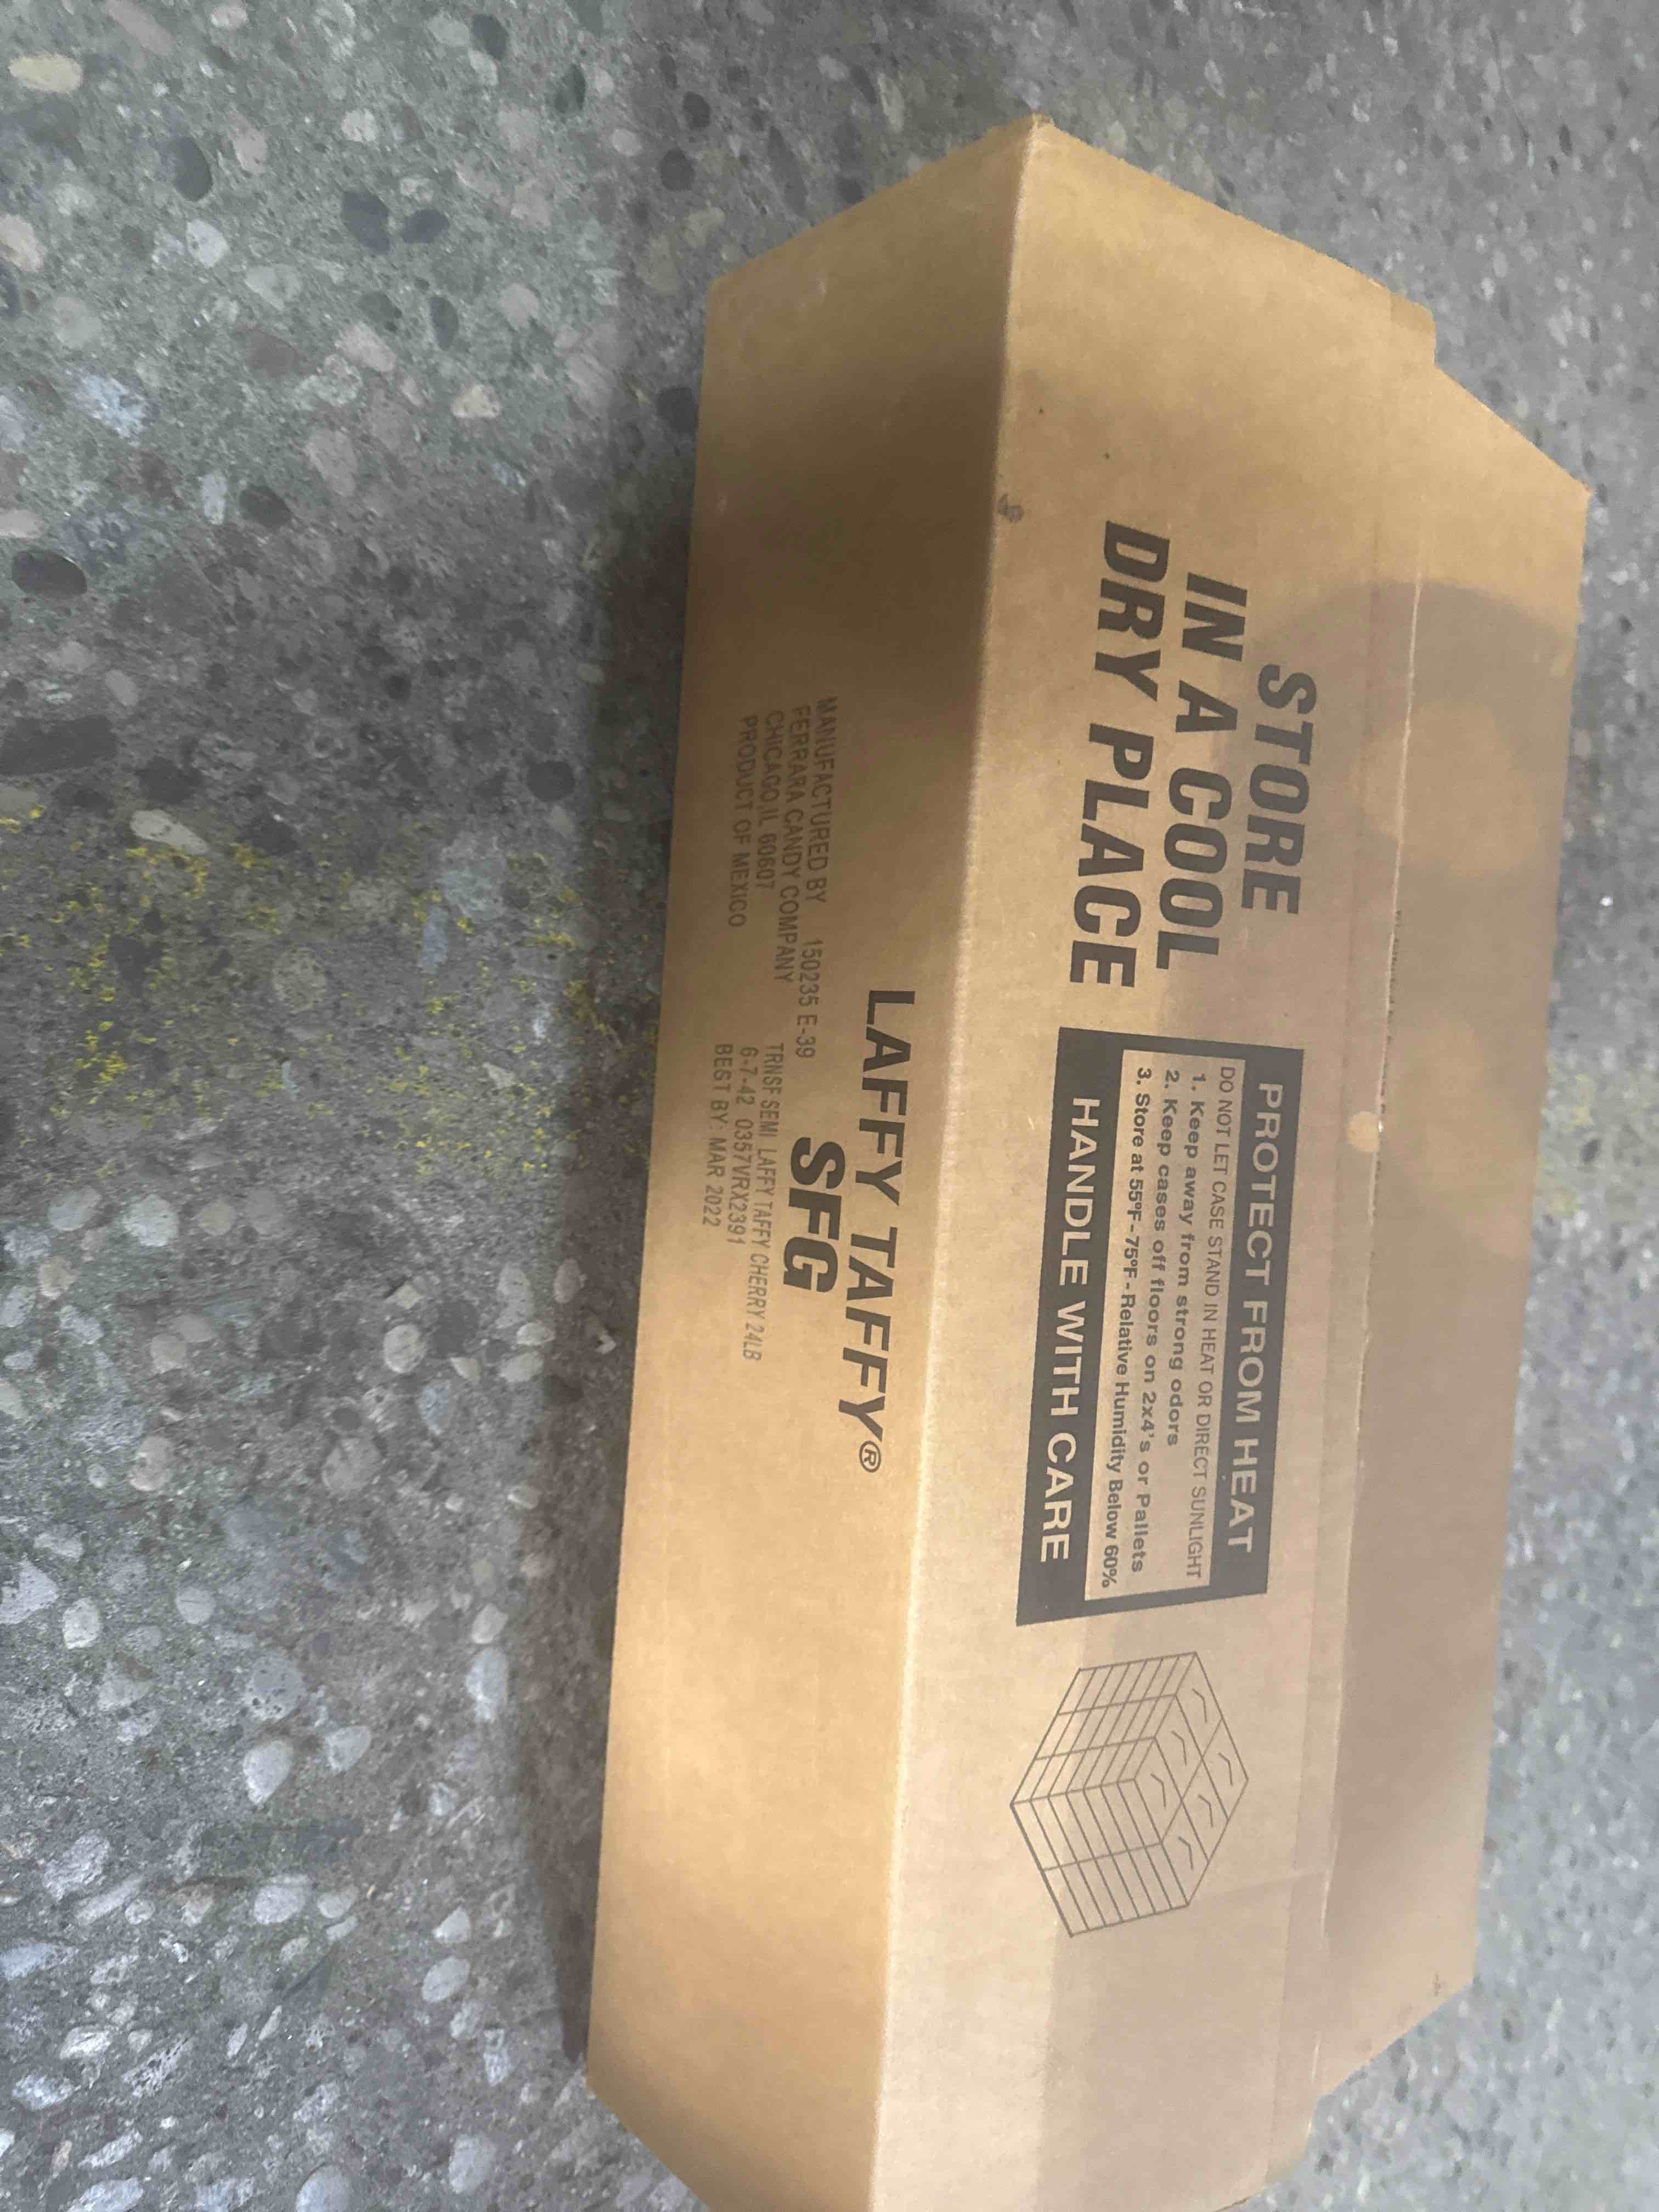 STORE
IN A COOL
DRY PLACE
PROTECT FROM HEAT
DO NOT LET CASE STAND IN HEAT OR DIRECT SUNLIGHT
1. Keep away from strong odors
2. Keep cases off floors on 2x4's or Pallets
3. Store at 55°F-75°F- Relative Humidity Below 60%
HANDLE WITH CARE
LAFFY TAFFY®
SFG
MANUFACTURED BY 150235 E-39
FERRARA CANDY COMPANY
CHICAGO,IL 60607
PRODUCT OF MEXICO
TRNSF SEMI LAFFY TAFFY CHERRY 24LB
6-7-42 0357VRX2391
BEST BY: MAR 2022